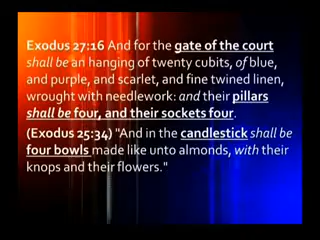 Exodus 27:16 And for the gate of the court
shall be an hanging of twenty cubits, of blue,
and purple, and scarlet, and fine twined linen,
wrought with needlework: and their pillars
shall be four, and their sockets four.
(Exodus 25:34) "And in the candlestick shall be
four bowls made like unto almonds, with their
knops and their flowers."